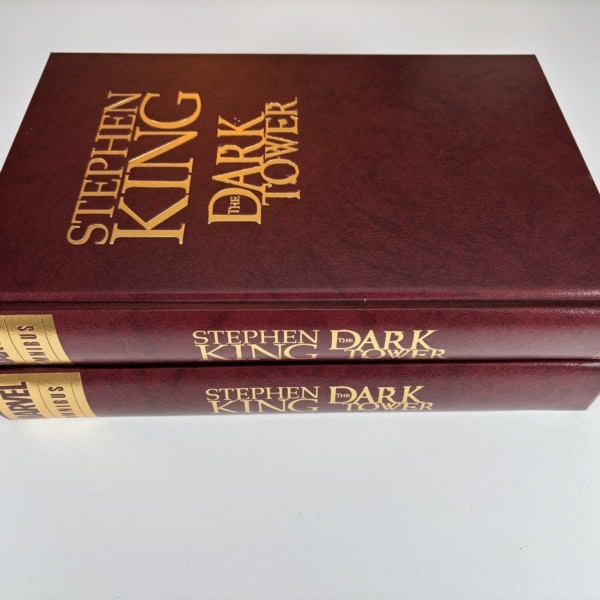 STEPHEN
KING
THE
DARK
TOWER
STEPHEN
KING
THE DARK
TOWER
OMNIBUS
STEPHEN
KING
THE DARK
TOWER
MARVEL
OMNIBUS